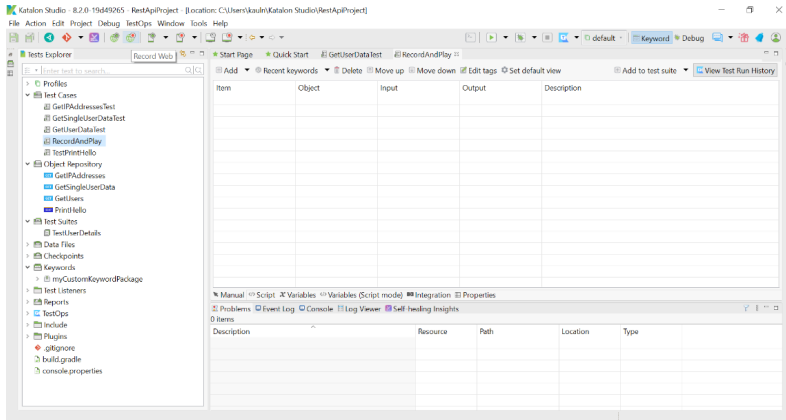 Katalon Studio - 8.2.0-19d49265 - RestApiProject - [Location: C:\Users\kauln\Katalon Studio\RestApiProject]
File Action Edit Project Debug TestOps Window Tools Help
default
Keyword
Debug
Tests Explorer
Record Web
Start Page
Quick Start
GetUserDataTest
RecordAndPlay
Enter text to search...
Add
Recent keywords
Delete
Move up
Move down
Edit tags
Set default view
Add to test suite
View Test Run History
Item Object Input Output Description
Profiles
Test Cases
GetIPAddressesTest
GetSingleUserDataTest
GetUserDataTest
RecordAndPlay
TestPrintHello
Object Repository
GetIPAddresses
GetSingleUserData
GetUsers
PrintHello
Test Suites
TestUserDetails
Data Files
Checkpoints
Keywords
myCustomKeywordPackage
Test Listeners
Reports
TestOps
Include
Plugins
.gitignore
build.gradle
console.properties
Manual Script Variables Variables (Script mode) Integration Properties
Problems Event Log Console Log Viewer Self-healing Insights
0 items
Description Resource Path Location Type